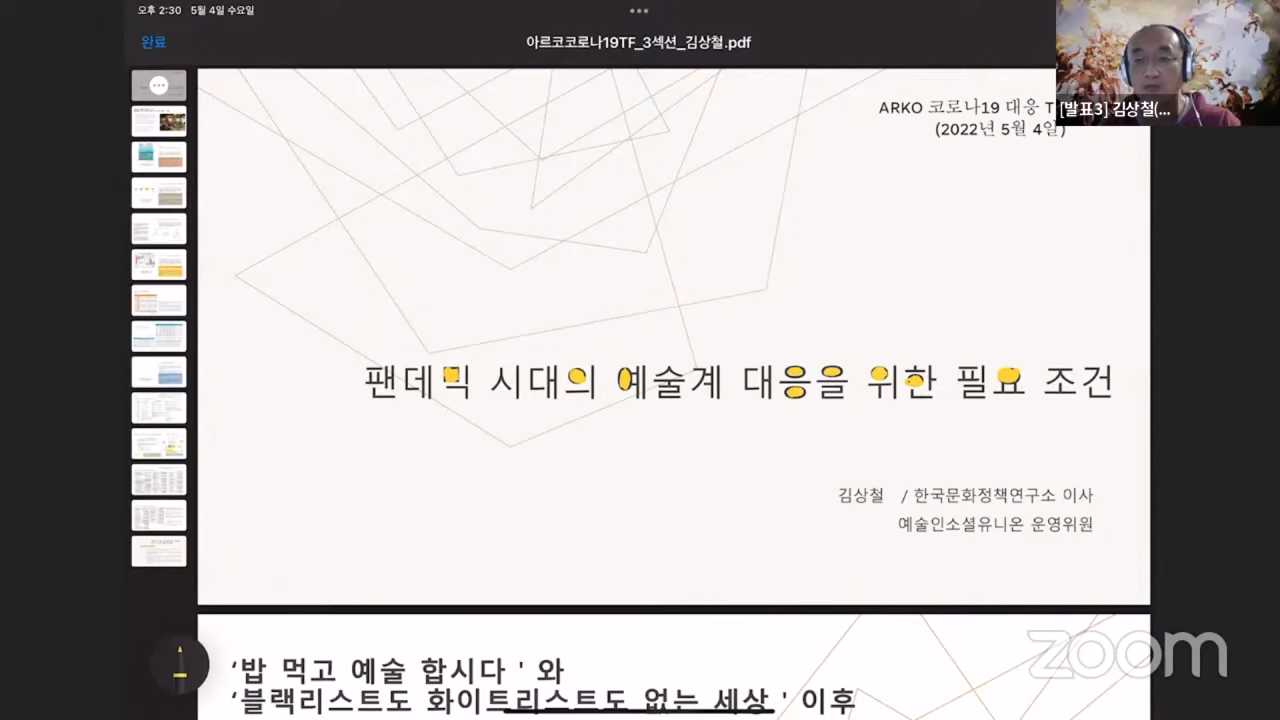 오후 2:30 5월 4일 수요일
완료
아르코코로나19TF_3섹션_김상철.pdf
[발표3] 김상철(...
ARKO 코로나19 대응 T
(2022년 5월 4일)
팬데믹 시대의 예술계 대응을 위한 필요 조건
김상철 / 한국문화정책연구소 이사
예술인소셜유니온 운영위원
‘밥 먹고 예술 합시다 ' 와
‘블랙리스트도 화이트리스트도 없는 세상 ' 이후
zoom